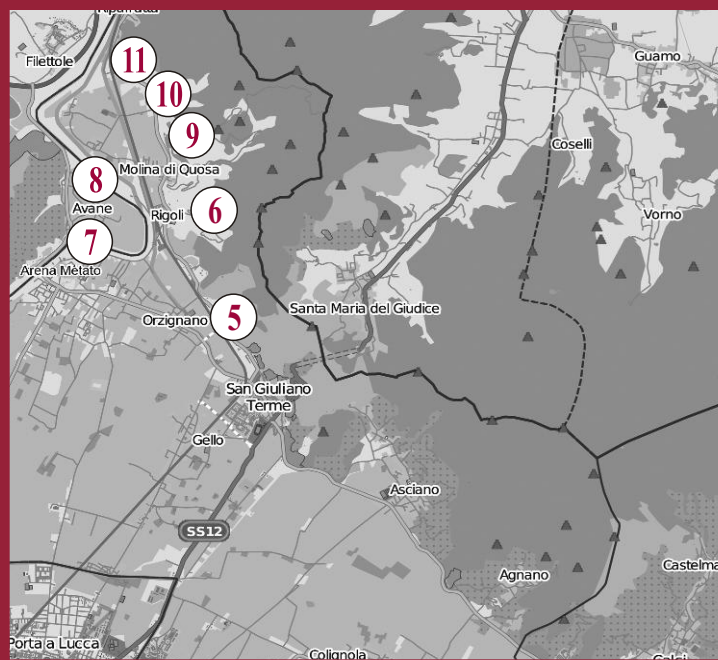 Ripafratta
Filettole
11
Guamo
10
9
Coselli
Molina di Quosa
8
Avane
Rigoli
6
Vorno
7
Arena Metato
Santa Maria del Giudice
Orzignano
5
San Giuliano
Terme
Gello
Asciano
SS12
Agnano
Castelma
Porta a Lucca
Colignola